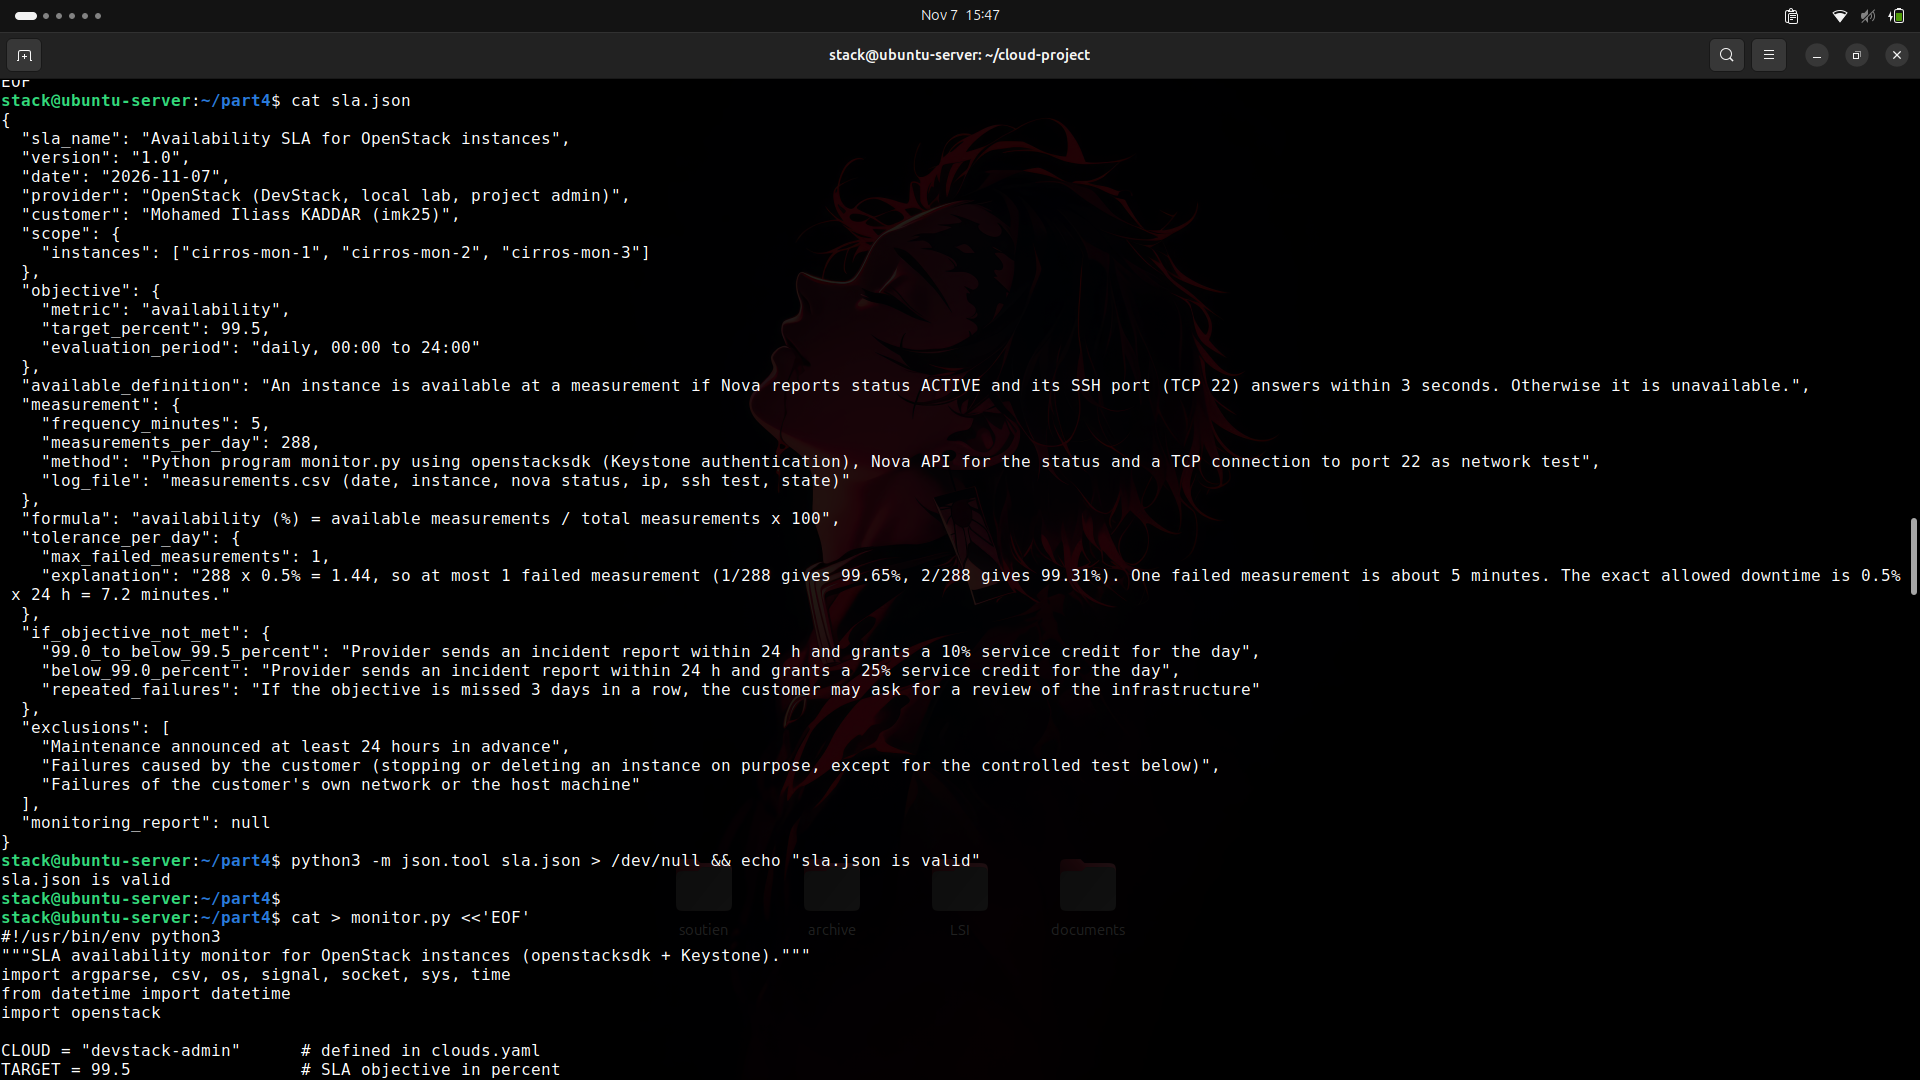 Nov 7 15:47
stack@ubuntu-server: ~/cloud-project
EOF
stack@ubuntu-server:~/part4$ cat sla.json
{
  "sla_name": "Availability SLA for OpenStack instances",
  "version": "1.0",
  "date": "2026-11-07",
  "provider": "OpenStack (DevStack, local lab, project admin)",
  "customer": "Mohamed Iliass KADDAR (imk25)",
  "scope": {
    "instances": ["cirros-mon-1", "cirros-mon-2", "cirros-mon-3"]
  },
  "objective": {
    "metric": "availability",
    "target_percent": 99.5,
    "evaluation_period": "daily, 00:00 to 24:00"
  },
  "available_definition": "An instance is available at a measurement if Nova reports status ACTIVE and its SSH port (TCP 22) answers within 3 seconds. Otherwise it is unavailable.",
  "measurement": {
    "frequency_minutes": 5,
    "measurements_per_day": 288,
    "method": "Python program monitor.py using openstacksdk (Keystone authentication), Nova API for the status and a TCP connection to port 22 as network test",
    "log_file": "measurements.csv (date, instance, nova status, ip, ssh test, state)"
  },
  "formula": "availability (%) = available measurements / total measurements x 100",
  "tolerance_per_day": {
    "max_failed_measurements": 1,
    "explanation": "288 x 0.5% = 1.44, so at most 1 failed measurement (1/288 gives 99.65%, 2/288 gives 99.31%). One failed measurement is about 5 minutes. The exact allowed downtime is 0.5%
 x 24 h = 7.2 minutes."
  },
  "if_objective_not_met": {
    "99.0_to_below_99.5_percent": "Provider sends an incident report within 24 h and grants a 10% service credit for the day",
    "below_99.0_percent": "Provider sends an incident report within 24 h and grants a 25% service credit for the day",
    "repeated_failures": "If the objective is missed 3 days in a row, the customer may ask for a review of the infrastructure"
  },
  "exclusions": [
    "Maintenance announced at least 24 hours in advance",
    "Failures caused by the customer (stopping or deleting an instance on purpose, except for the controlled test below)",
    "Failures of the customer's own network or the host machine"
  ],
  "monitoring_report": null
}
stack@ubuntu-server:~/part4$ python3 -m json.tool sla.json > /dev/null && echo "sla.json is valid"
sla.json is valid
stack@ubuntu-server:~/part4$
stack@ubuntu-server:~/part4$ cat > monitor.py <<'EOF'
#!/usr/bin/env python3
"""SLA availability monitor for OpenStack instances (openstacksdk + Keystone)."""
import argparse, csv, os, signal, socket, sys, time
from datetime import datetime
import openstack

CLOUD = "devstack-admin"      # defined in clouds.yaml
TARGET = 99.5                 # SLA objective in percent
soutien
archive
LSI
documents